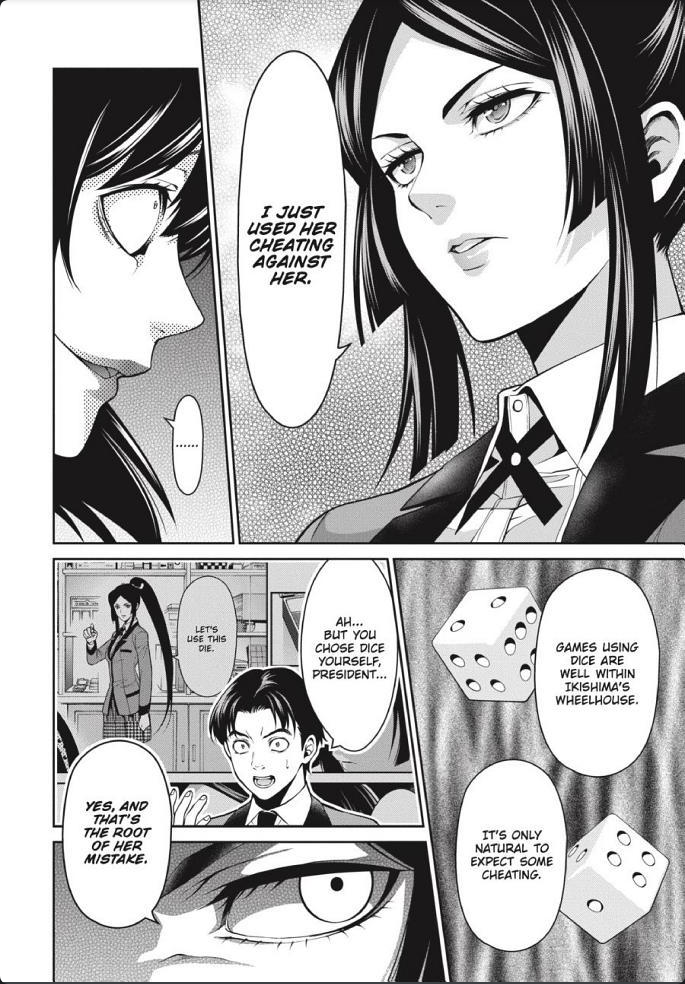 I JUST
USED HER
CHEATING
AGAINST
HER.
......
GAMES USING
DICE ARE
WELL WITHIN
IKISHIMA'S
WHEELHOUSE.
IT'S ONLY
NATURAL TO
EXPECT SOME
CHEATING.
AH...
BUT YOU
CHOSE DICE
YOURSELF,
PRESIDENT...
LET'S
USE THIS
DIE.
YES, AND
THAT'S
THE ROOT
OF HER
MISTAKE.